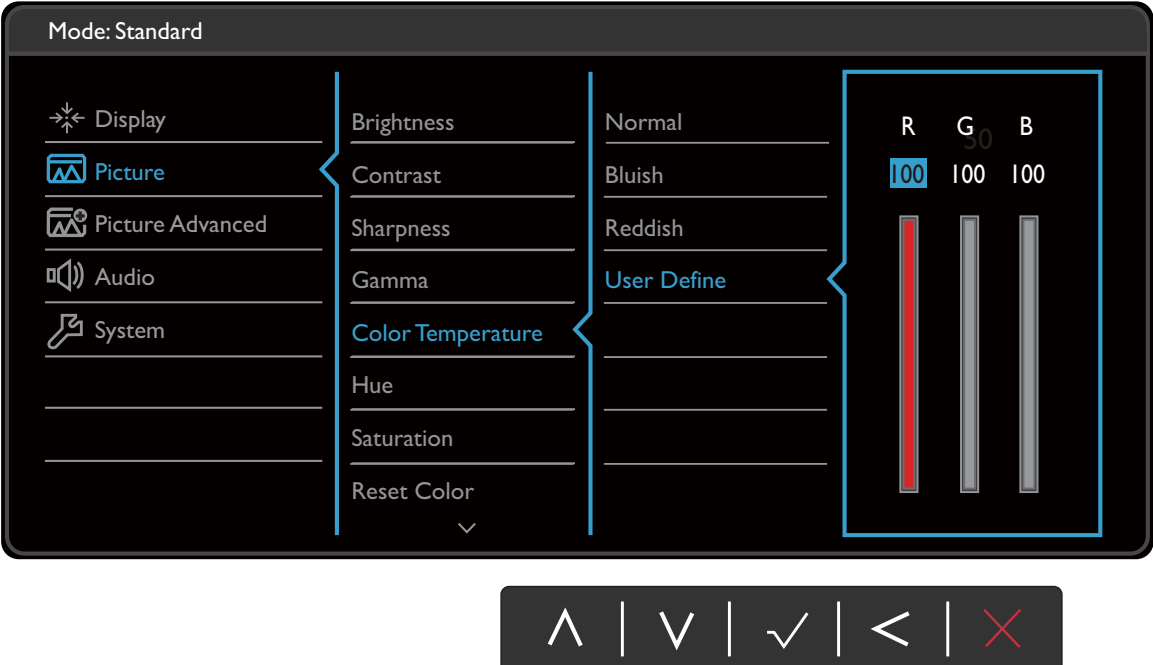 Mode: Standard
Display
Picture
Picture Advanced
Audio
System
Brightness
Contrast
Sharpness
Gamma
Color Temperature
Hue
Saturation
Reset Color
Normal
Bluish
Reddish
User Define
R G B
50
100 100 100